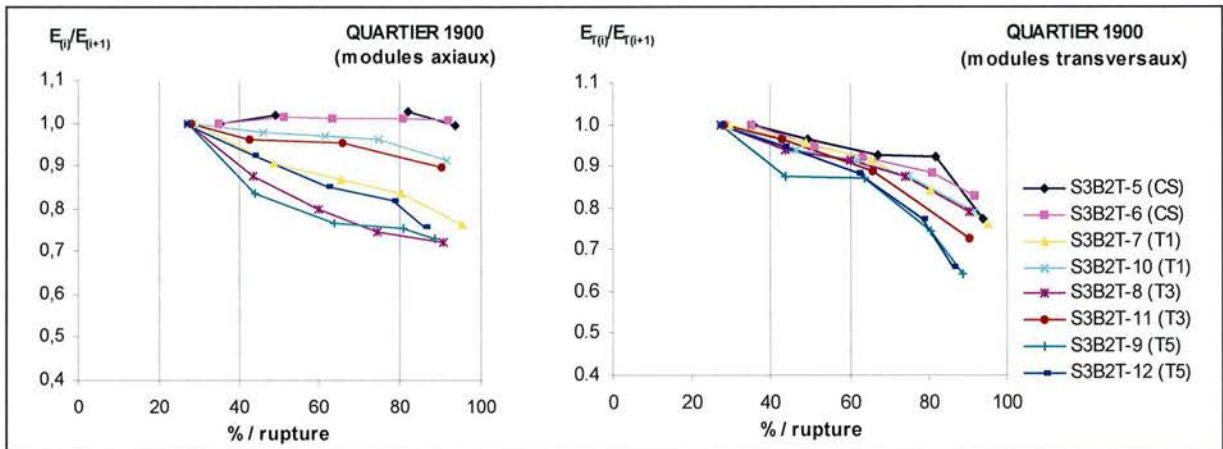 E(i)/E(i+1)
QUARTIER 1900
(modules axiaux)
1,1
1,0
0,9
0,8
0,7
0,6
0,5
0,4
0
20
40
60
80
100
% / rupture
ET(i)/ET(i+1)
QUARTIER 1900
(modules transversaux)
1.1
1.0
0.9
0.8
0.7
0.6
0.5
0.4
0
20
40
60
80
100
% / rupture
S3B2T-5 (CS)
S3B2T-6 (CS)
S3B2T-7 (T1)
S3B2T-10 (T1)
S3B2T-8 (T3)
S3B2T-11 (T3)
S3B2T-9 (T5)
S3B2T-12 (T5)